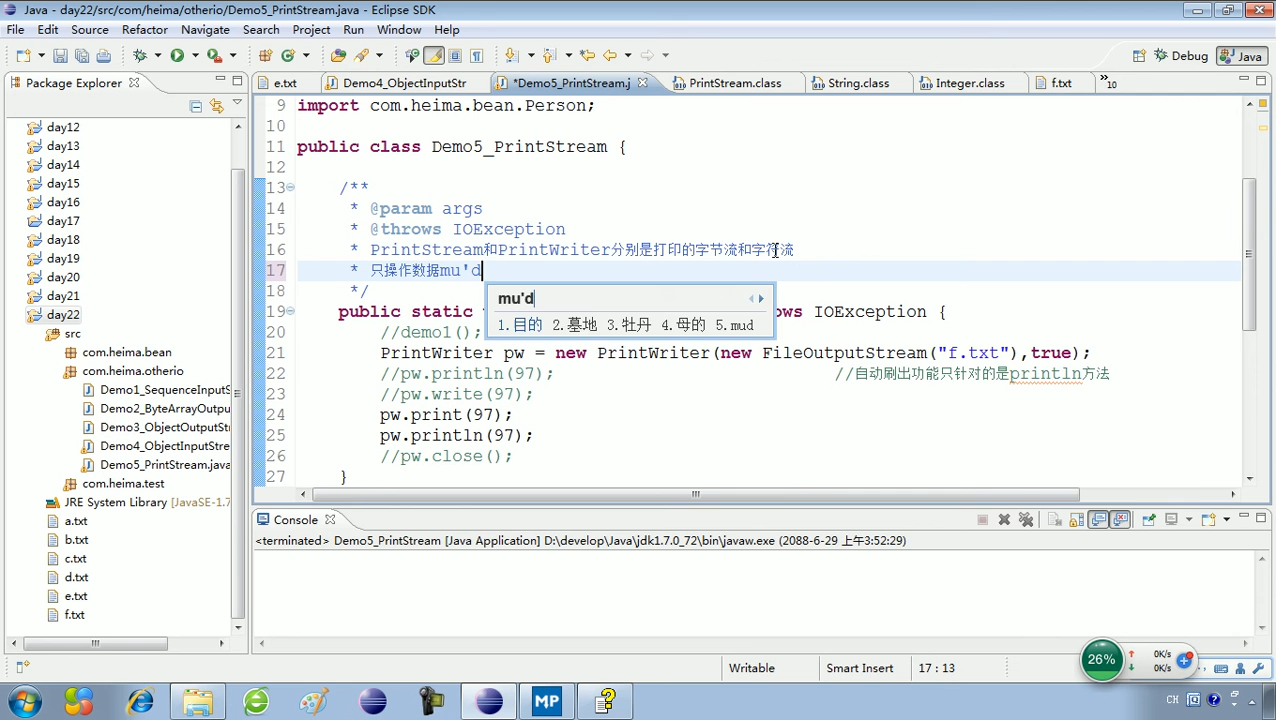 Java - day22/src/com/heima/otherio/Demo5_PrintStream.java - Eclipse SDK
File Edit Source Refactor Navigate Search Project Run Window Help
Debug Java
Package Explorer
e.txt Demo4_ObjectInputStr *Demo5_PrintStream.j PrintStream.class String.class Integer.class f.txt »10
day12
day13
day14
day15
day16
day17
day18
day19
day20
day21
day22
src
com.heima.bean
com.heima.otherio
Demo1_SequenceInputS
Demo2_ByteArrayOutpu
Demo3_ObjectOutputSt
Demo4_ObjectInputStre
Demo5_PrintStream.java
com.heima.test
JRE System Library [JavaSE-1.7
a.txt
b.txt
c.txt
d.txt
e.txt
f.txt
9 import com.heima.bean.Person;
10
11 public class Demo5_PrintStream {
12
13 /**
14 * @param args
15 * @throws IOException
16 * PrintStream和PrintWriter分别是打印的字节流和字符流
17 * 只操作数据mu'd
18 */
19 public static ows IOException {
mu'd
1.目的 2.墓地 3.牡丹 4.母的 5.mud
20 //demo1();
21 PrintWriter pw = new PrintWriter(new FileOutputStream("f.txt"),true);
22 //pw.println(97); //自动刷出功能只针对的是println方法
23 //pw.write(97);
24 pw.print(97);
25 pw.println(97);
26 //pw.close();
27 }
Console
<terminated> Demo5_PrintStream [Java Application] D:\develop\Java\jdk1.7.0_72\bin\javaw.exe (2088-6-29 上午3:52:29)
Writable Smart Insert 17 : 13
26% 0K/s
0K/s
MP CH